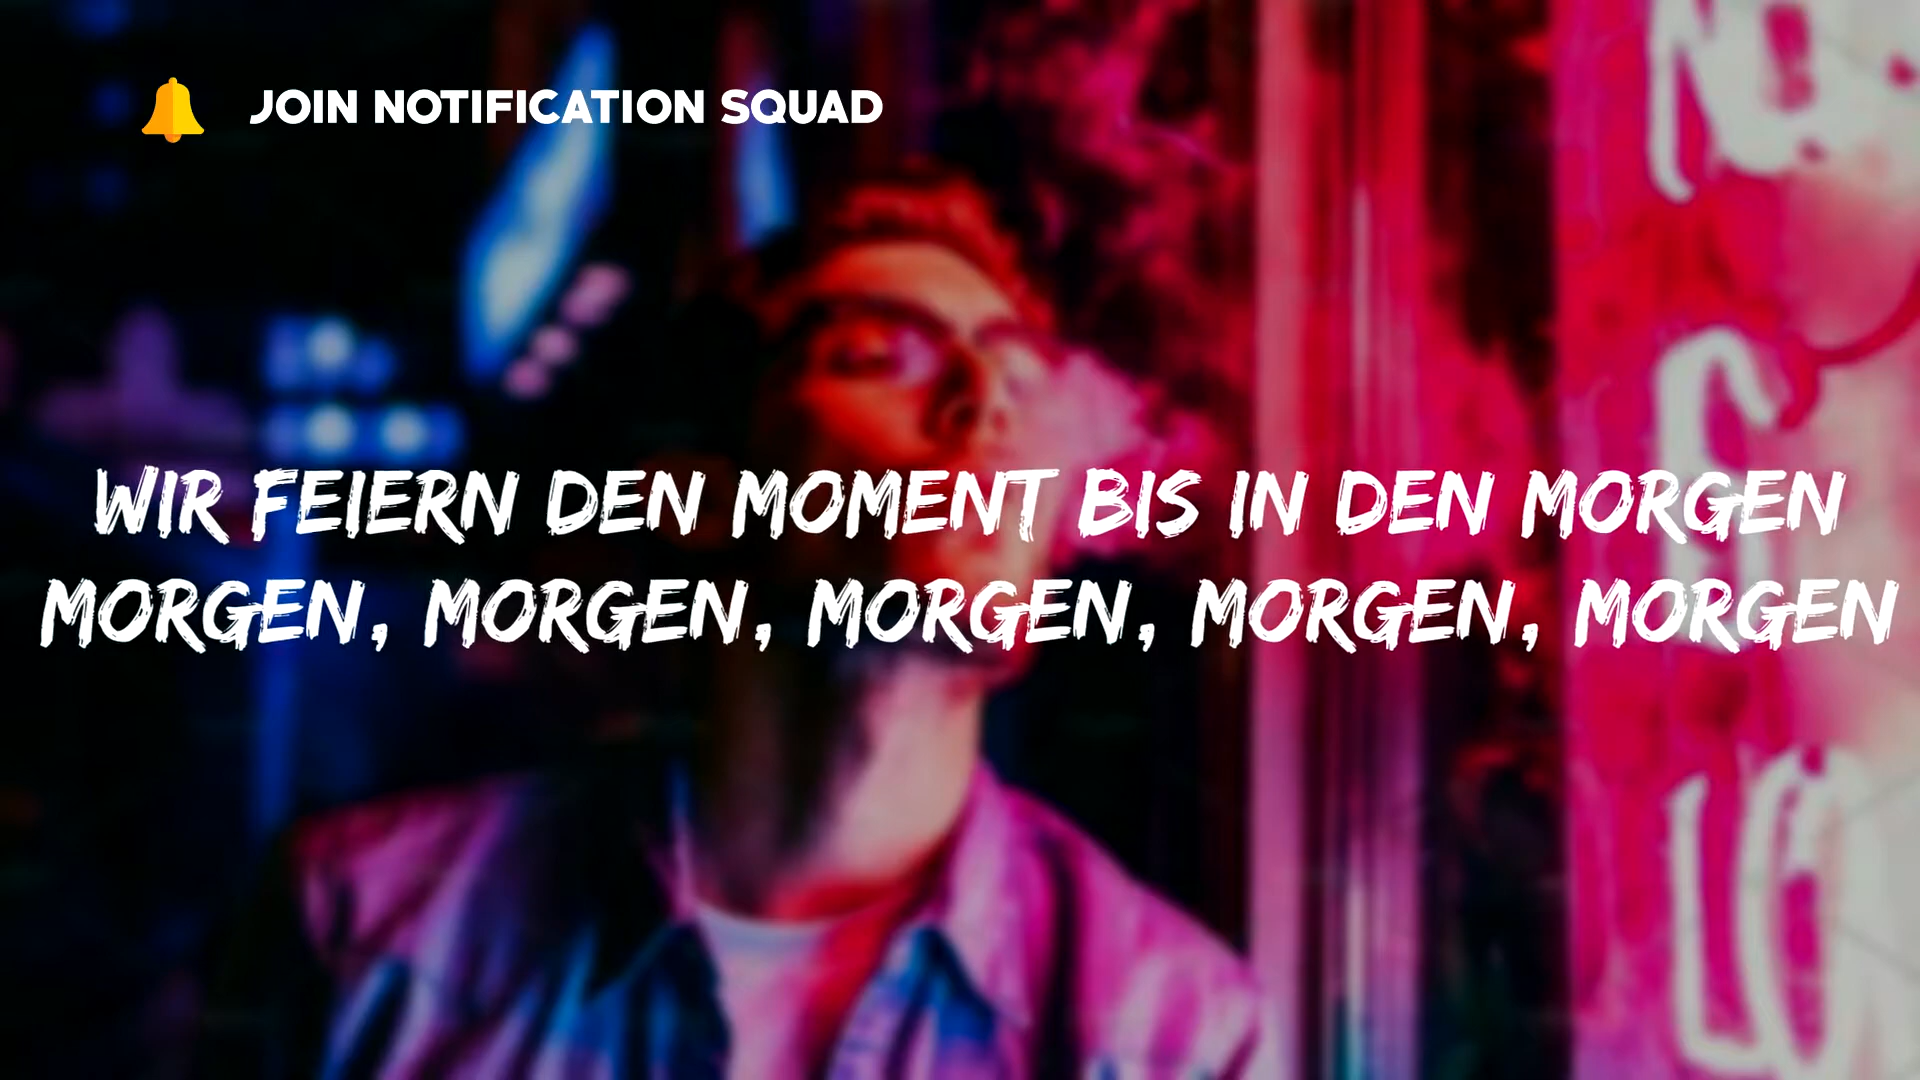 JOIN NOTIFICATION SQUAD
WIR FEIERN DEN MOMENT BIS IN DEN MORGEN
MORGEN, MORGEN, MORGEN, MORGEN, MORGEN